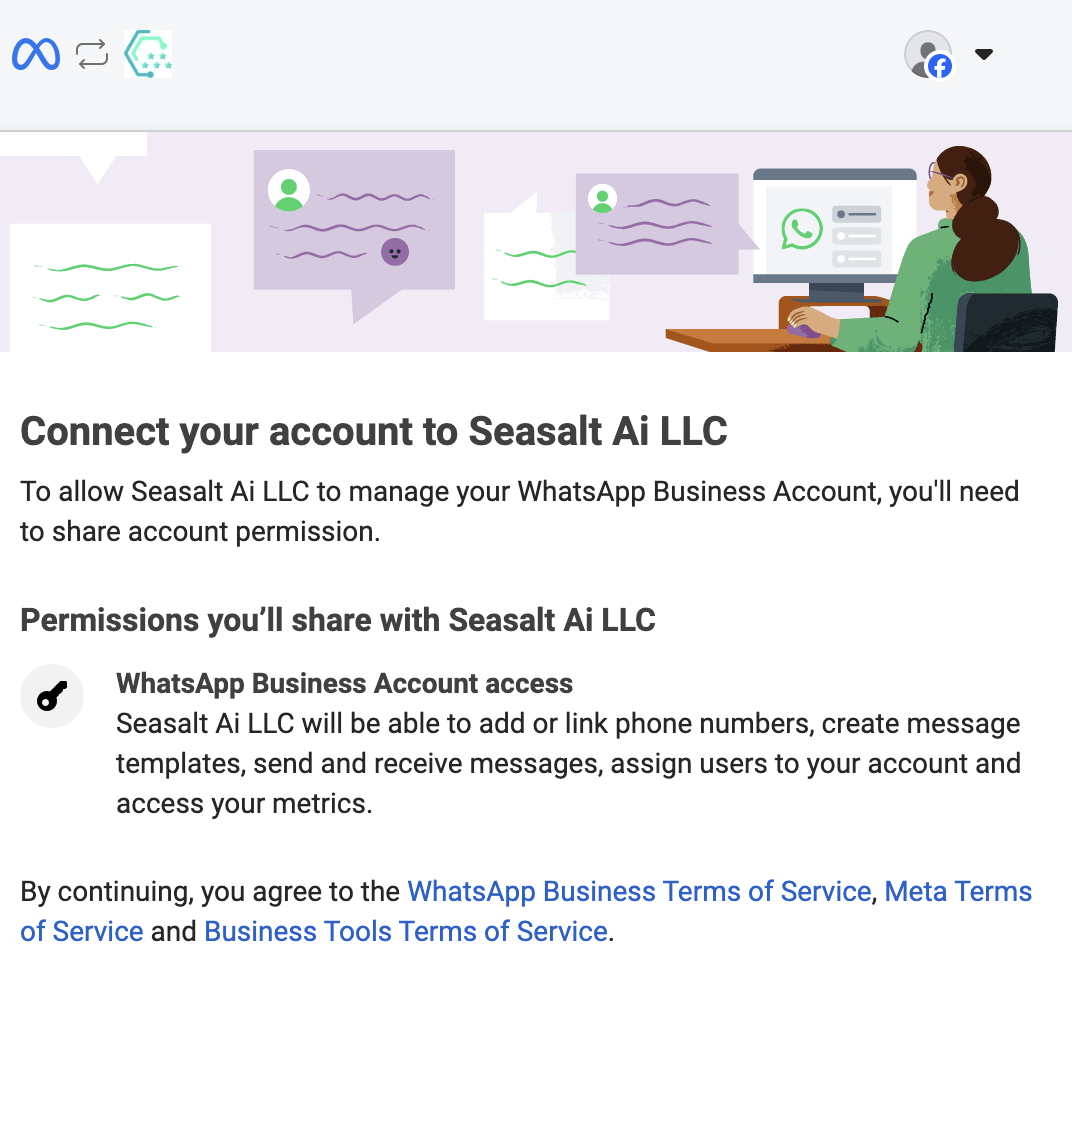 Connect your account to Seasalt Ai LLC
To allow Seasalt Ai LLC to manage your WhatsApp Business Account, you'll need
to share account permission.
Permissions you’ll share with Seasalt Ai LLC
WhatsApp Business Account access
Seasalt Ai LLC will be able to add or link phone numbers, create message
templates, send and receive messages, assign users to your account and
access your metrics.
By continuing, you agree to the WhatsApp Business Terms of Service, Meta Terms
of Service and Business Tools Terms of Service.